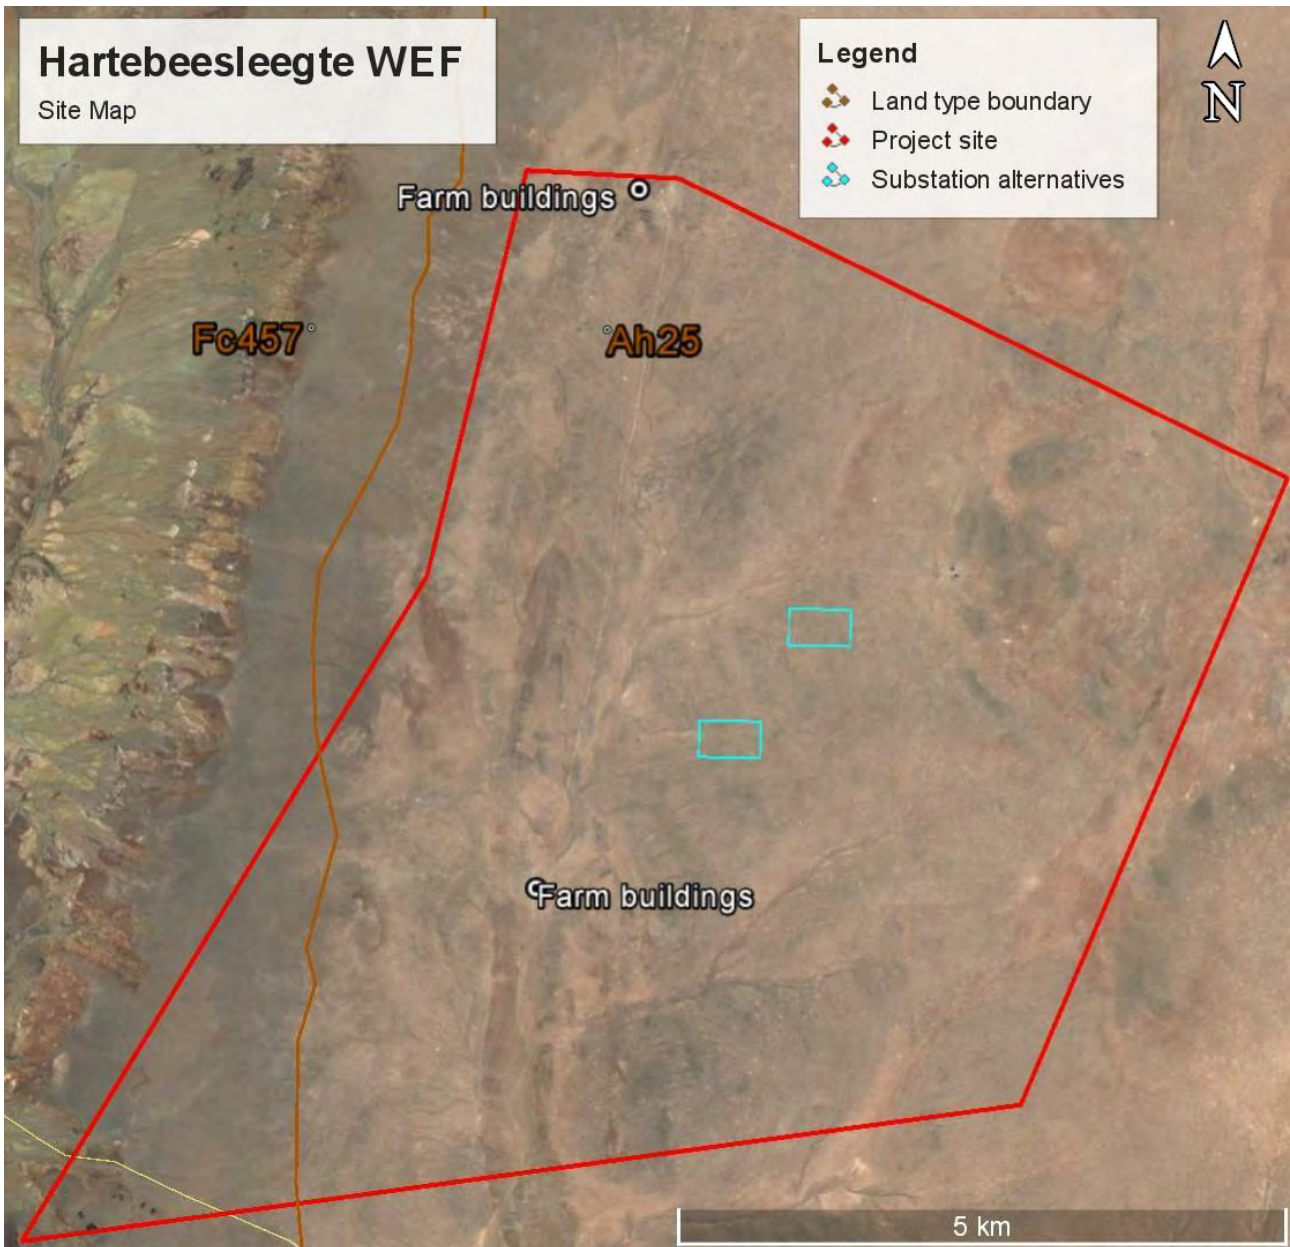 Hartebeesleegte WEF
Site Map
Legend
Land type boundary
Project site
Substation alternatives
N
Farm buildings
Fc457
Ah25
Farm buildings
5 km